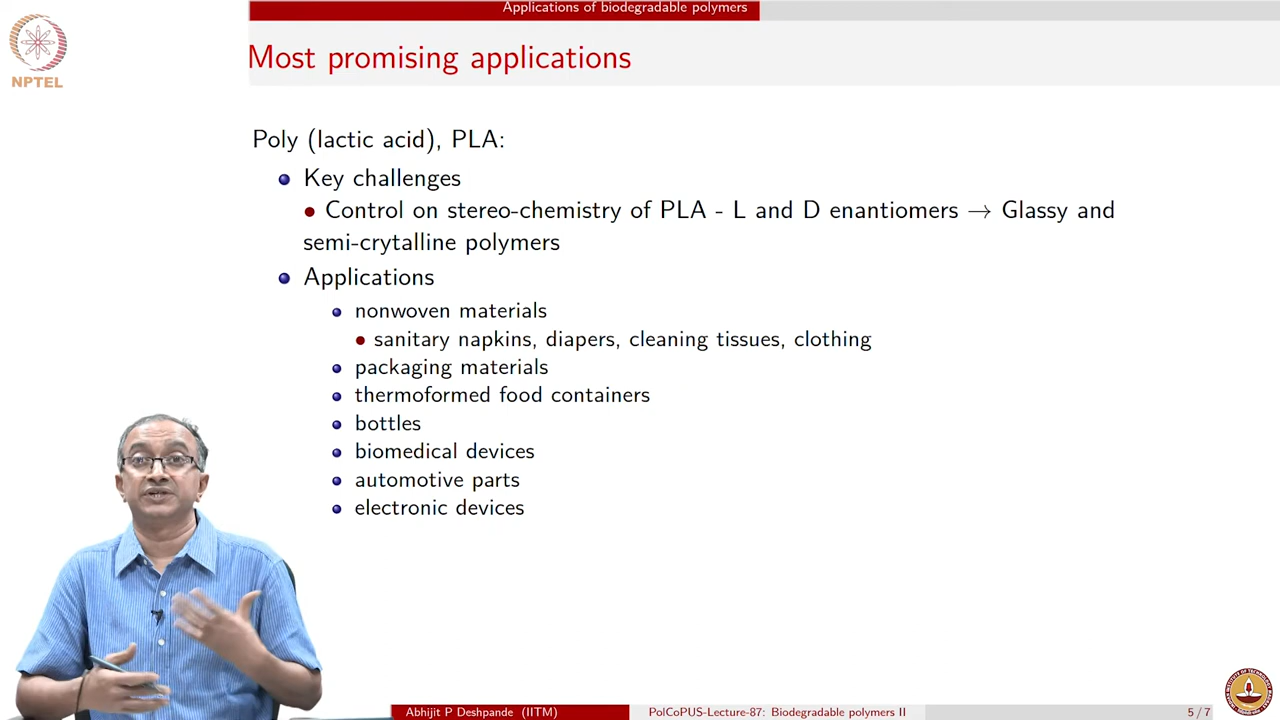 Applications of biodegradable polymers
NPTEL
Most promising applications
Poly (lactic acid), PLA:
Key challenges
Control on stereo-chemistry of PLA - L and D enantiomers → Glassy and
semi-crytalline polymers
Applications
nonwoven materials
sanitary napkins, diapers, cleaning tissues, clothing
packaging materials
thermoformed food containers
bottles
biomedical devices
automotive parts
electronic devices
Abhijit P Deshpande (IITM)
PolCoPUS-Lecture-87: Biodegradable polymers II
5 / 7